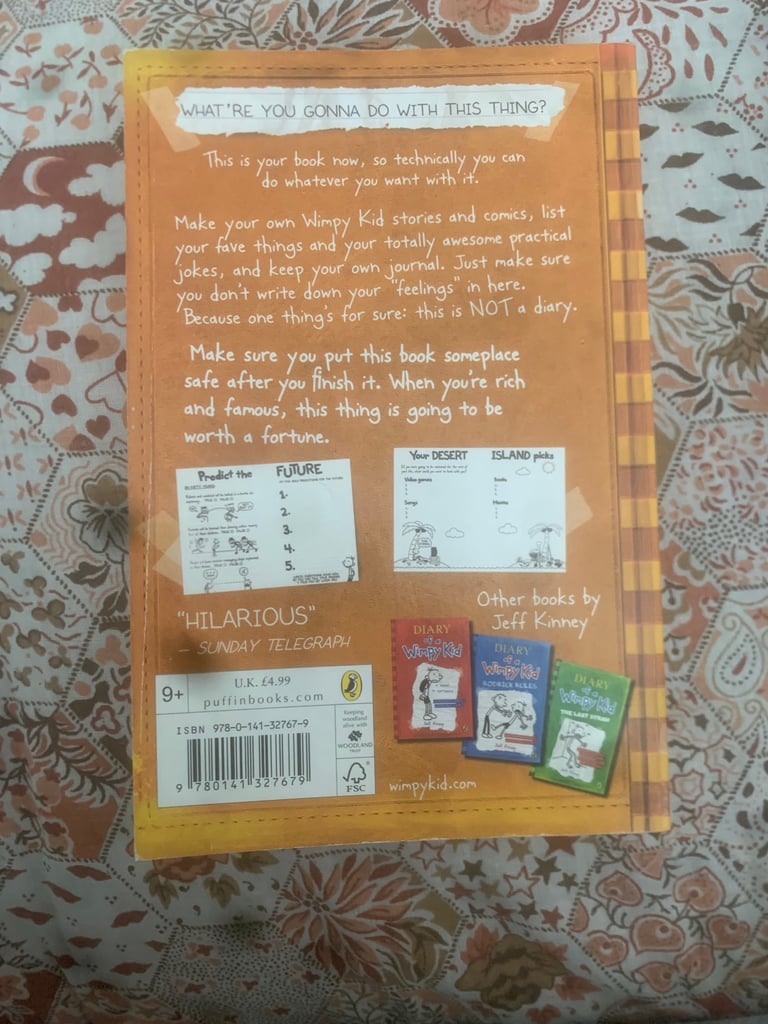 WHAT'RE YOU GONNA DO WITH THIS THING?
This is your book now, so technically you can
do whatever you want with it.
Make your own Wimpy Kid stories and comics, list
your fave things and your totally awesome practical
jokes, and keep your own journal. Just make sure
you don't write down your "feelings" in here.
Because one thing's for sure: this is NOT a diary.
Make sure you put this book someplace
safe after you finish it. When you're rich
and famous, this thing is going to be
worth a fortune.
Predict the FUTURE
1.
2.
3.
4.
5.
Your DESERT ISLAND picks
Video games
Books
Songs
Movies
"HILARIOUS"
– SUNDAY TELEGRAPH
Other books by
Jeff Kinney
DIARY
of a
Wimpy Kid
Jeff Kinney
DIARY
of a
Wimpy Kid
RODRICK RULES
Jeff Kinney
DIARY
of a
Wimpy Kid
THE LAST STRAW
9+
U.K. £4.99
puffinbooks.com
ISBN 978-0-141-32767-9
9 780141 327679
Keeping
woodland
alive with
WOODLAND
TRUST
FSC
wimpykid.com